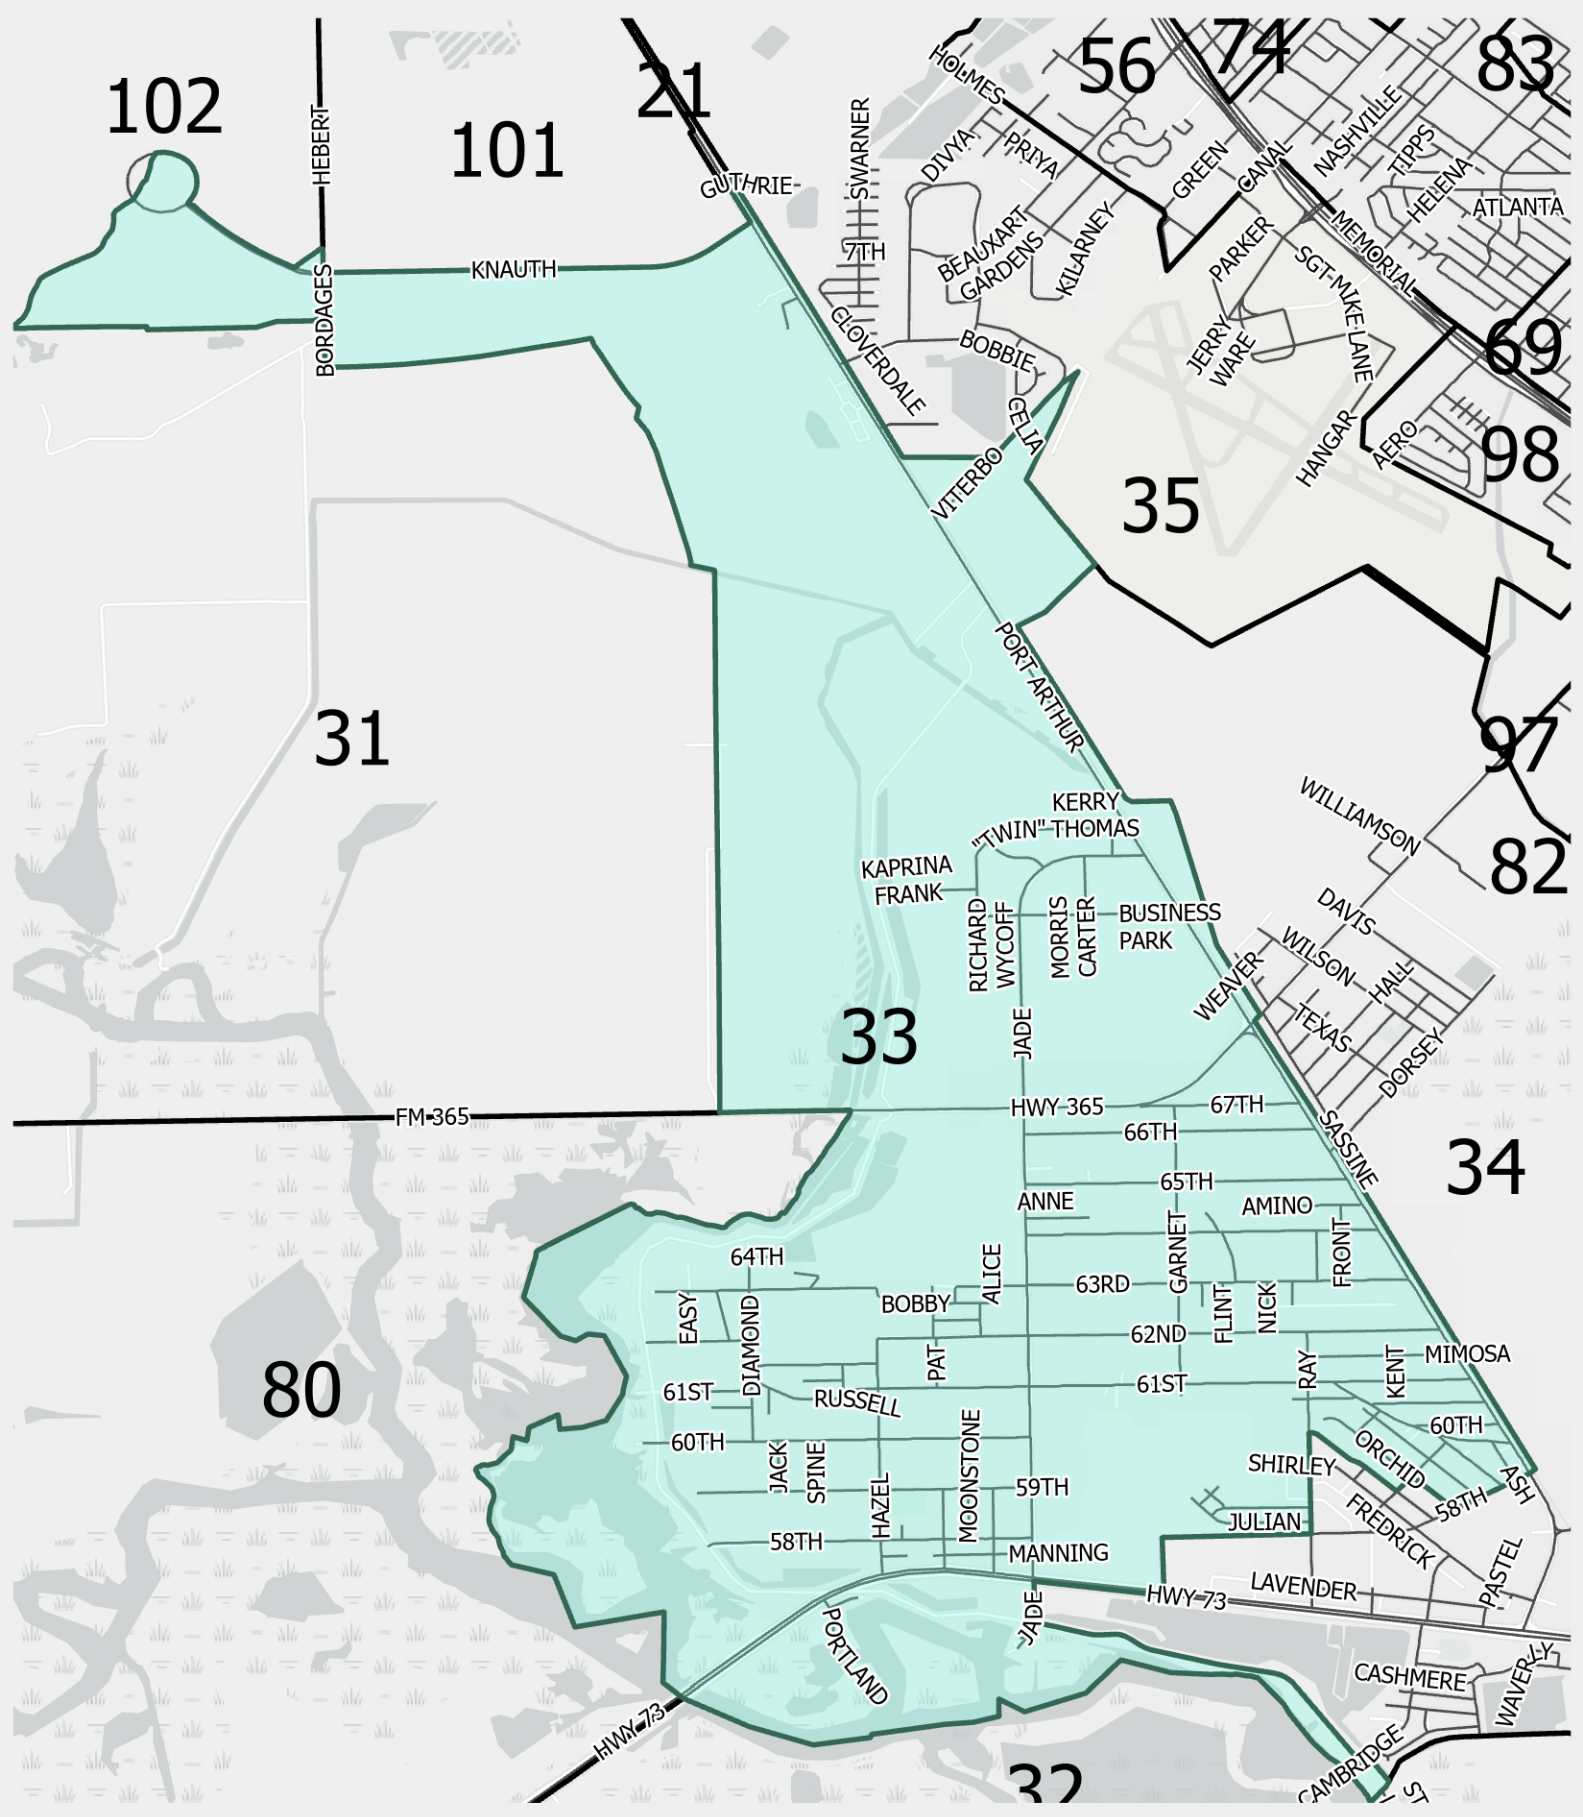 102
HEBERT
101
21
GUTHRIE
HOLMES
56
74
83
SWARNER
DIVYA
PRIYA
GREEN
CANAL
NASHVILLE
TIPPS
HELENA
ATLANTA
MEMORIAL
7TH
BEAUXART
GARDENS
KILARNEY
PARKER
SGT MIKE LANE
KNAUTH
BORDAGES
CLOVERDALE
BOBBIE
JERRY
WARE
69
CELIA
HANGAR
AERO
98
VITERBO
35
PORT ARTHUR
31
97
WILLIAMSON
82
KERRY
"TWIN" THOMAS
KAPRINA
FRANK
RICHARD
WYCOFF
MORRIS
CARTER
BUSINESS
PARK
DAVIS
WILSON
HALL
WEAVER
TEXAS
DORSEY
33
JADE
FM 365
HWY 365
67TH
66TH
SASSINE
34
65TH
ANNE
AMINO
GARNET
FRONT
64TH
ALICE
63RD
EASY
DIAMOND
BOBBY
FLINT
NICK
62ND
PAT
MIMOSA
80
61ST
RUSSELL
61ST
RAY
KENT
60TH
60TH
JACK
SPINE
HAZEL
MOONSTONE
59TH
SHIRLEY
ORCHID
ASH
58TH
58TH
JULIAN
FREDRICK
MANNING
HWY 73
LAVENDER
PASTEL
JADE
PORTLAND
HWY 73
CASHMERE
WAVERLY
CAMBRIDGE
32